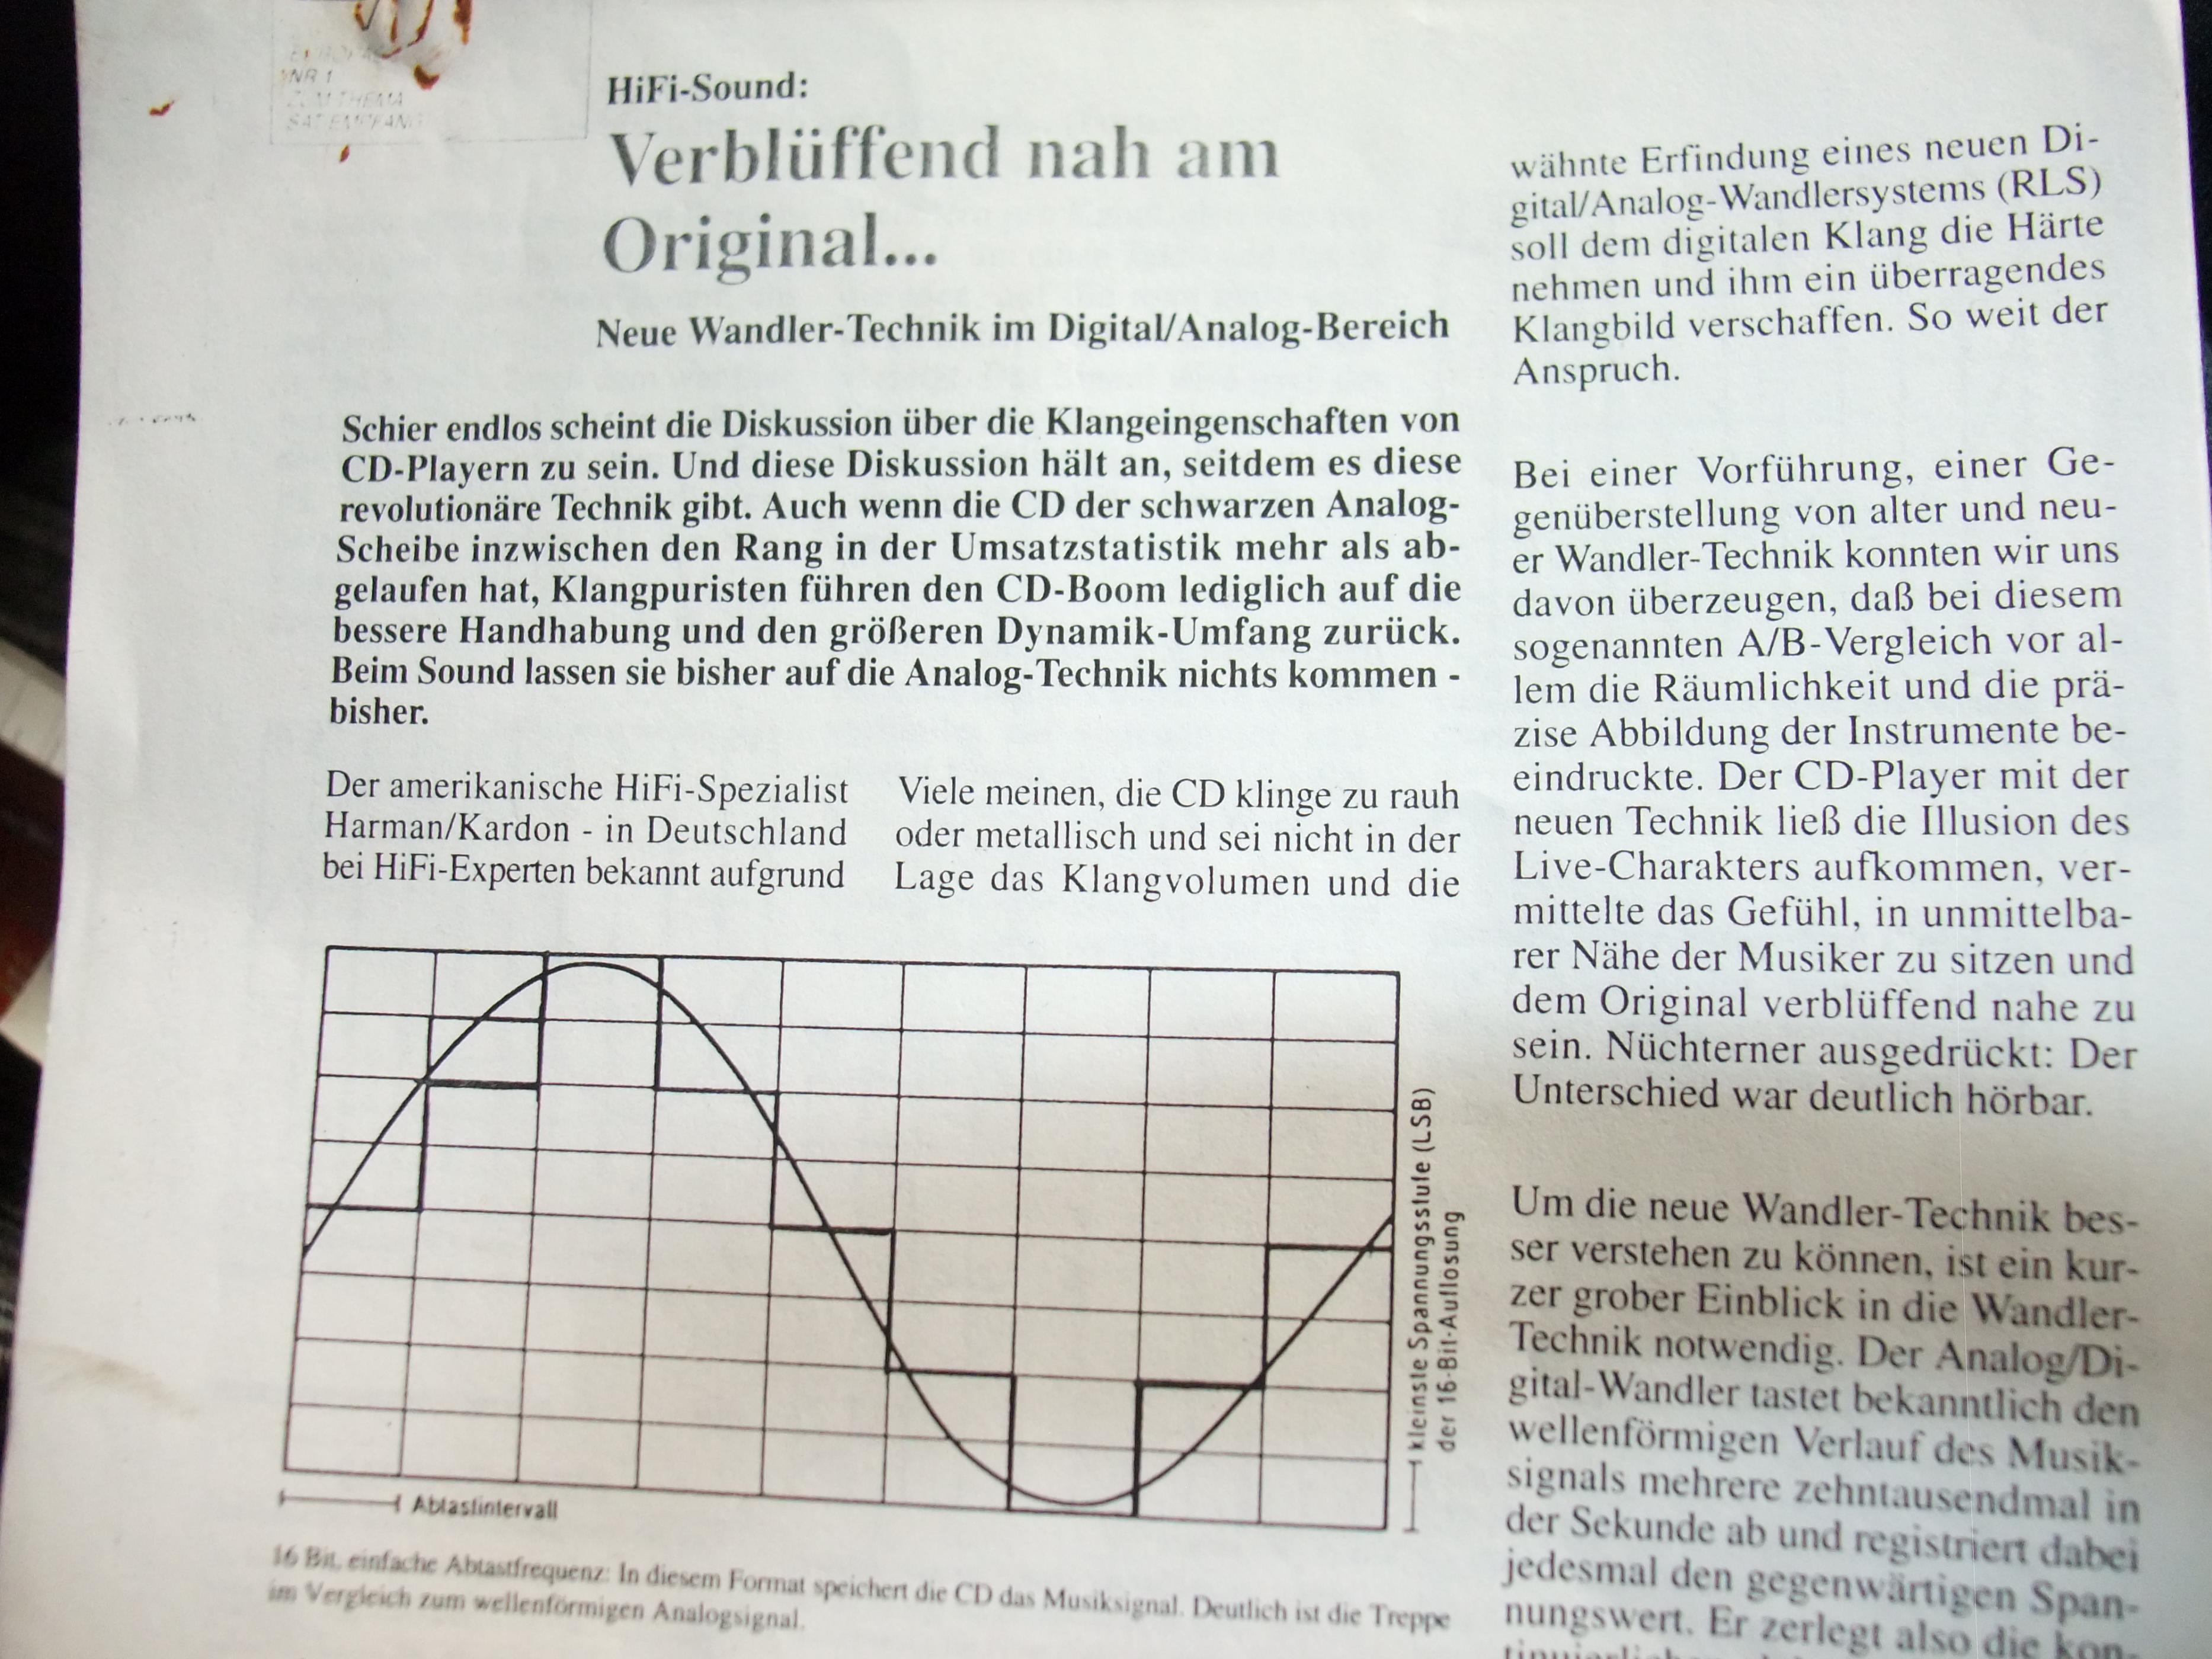 NR 1
ZUM THEMA
SAT EMPFANG
HiFi-Sound:
Verblüffend nah am
Original...
Neue Wandler-Technik im Digital/Analog-Bereich
Schier endlos scheint die Diskussion über die Klangeingenschaften von
CD-Playern zu sein. Und diese Diskussion hält an, seitdem es diese
revolutionäre Technik gibt. Auch wenn die CD der schwarzen Analog-
Scheibe inzwischen den Rang in der Umsatzstatistik mehr als ab-
gelaufen hat, Klangpuristen führen den CD-Boom lediglich auf die
bessere Handhabung und den größeren Dynamik-Umfang zurück.
Beim Sound lassen sie bisher auf die Analog-Technik nichts kommen -
bisher.
Der amerikanische HiFi-Spezialist
Harman/Kardon - in Deutschland
bei HiFi-Experten bekannt aufgrund
Viele meinen, die CD klinge zu rauh
oder metallisch und sei nicht in der
Lage das Klangvolumen und die
kleinste Spannungsstufe (LSB)
der 16-Bit-Auflösung
Abtastintervall
16 Bit, einfache Abtastfrequenz: In diesem Format speichert die CD das Musiksignal. Deutlich ist die Treppe
im Vergleich zum wellenförmigen Analogsignal.
wähnte Erfindung eines neuen Di-
gital/Analog-Wandlersystems (RLS)
soll dem digitalen Klang die Härte
nehmen und ihm ein überragendes
Klangbild verschaffen. So weit der
Anspruch.
Bei einer Vorführung, einer Ge-
genüberstellung von alter und neu-
er Wandler-Technik konnten wir uns
davon überzeugen, daß bei diesem
sogenannten A/B-Vergleich vor al-
lem die Räumlichkeit und die prä-
zise Abbildung der Instrumente be-
eindruckte. Der CD-Player mit der
neuen Technik ließ die Illusion des
Live-Charakters aufkommen, ver-
mittelte das Gefühl, in unmittelba-
rer Nähe der Musiker zu sitzen und
dem Original verblüffend nahe zu
sein. Nüchterner ausgedrückt: Der
Unterschied war deutlich hörbar.
Um die neue Wandler-Technik bes-
ser verstehen zu können, ist ein kur-
zer grober Einblick in die Wandler-
Technik notwendig. Der Analog/Di-
gital-Wandler tastet bekanntlich den
wellenförmigen Verlauf des Musik-
signals mehrere zehntausendmal in
der Sekunde ab und registriert dabei
jedesmal den gegenwärtigen Span-
nungswert. Er zerlegt also die kon-